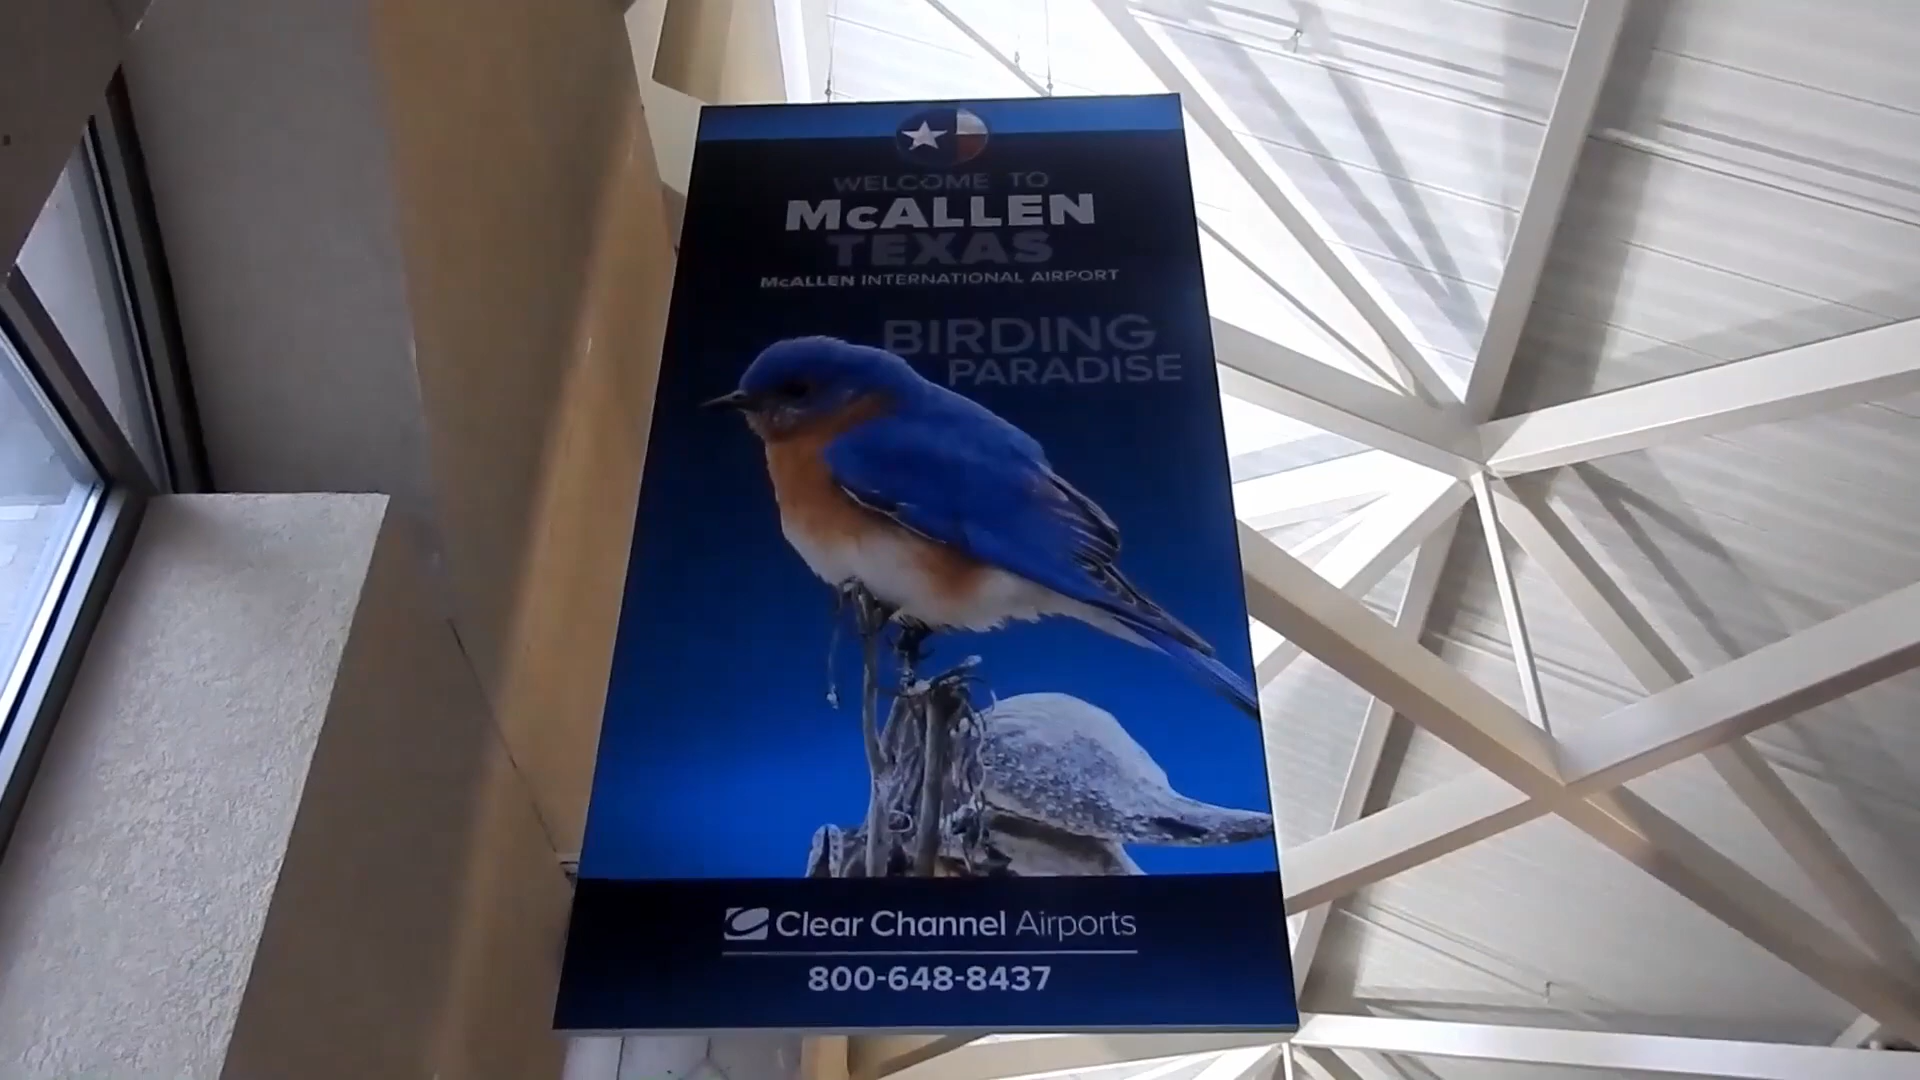 WELCOME TO
McALLEN
TEXAS
McALLEN INTERNATIONAL AIRPORT
BIRDING
PARADISE
Clear Channel Airports
800-648-8437